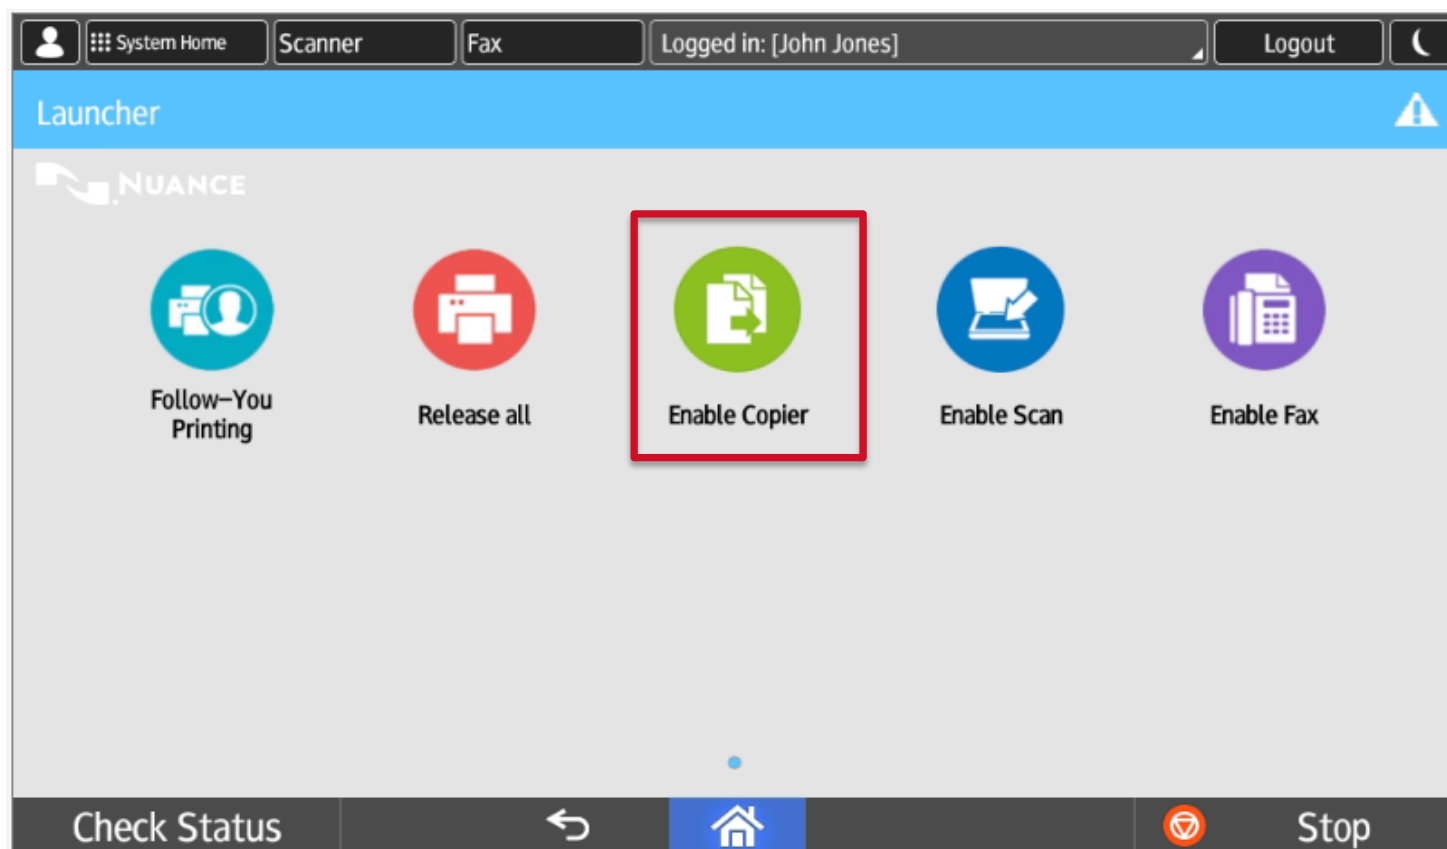 System Home
Scanner
Fax
Logged in: [John Jones]
Logout
Launcher
NUANCE
Follow-You
Printing
Release all
Enable Copier
Enable Scan
Enable Fax
Check Status
Stop